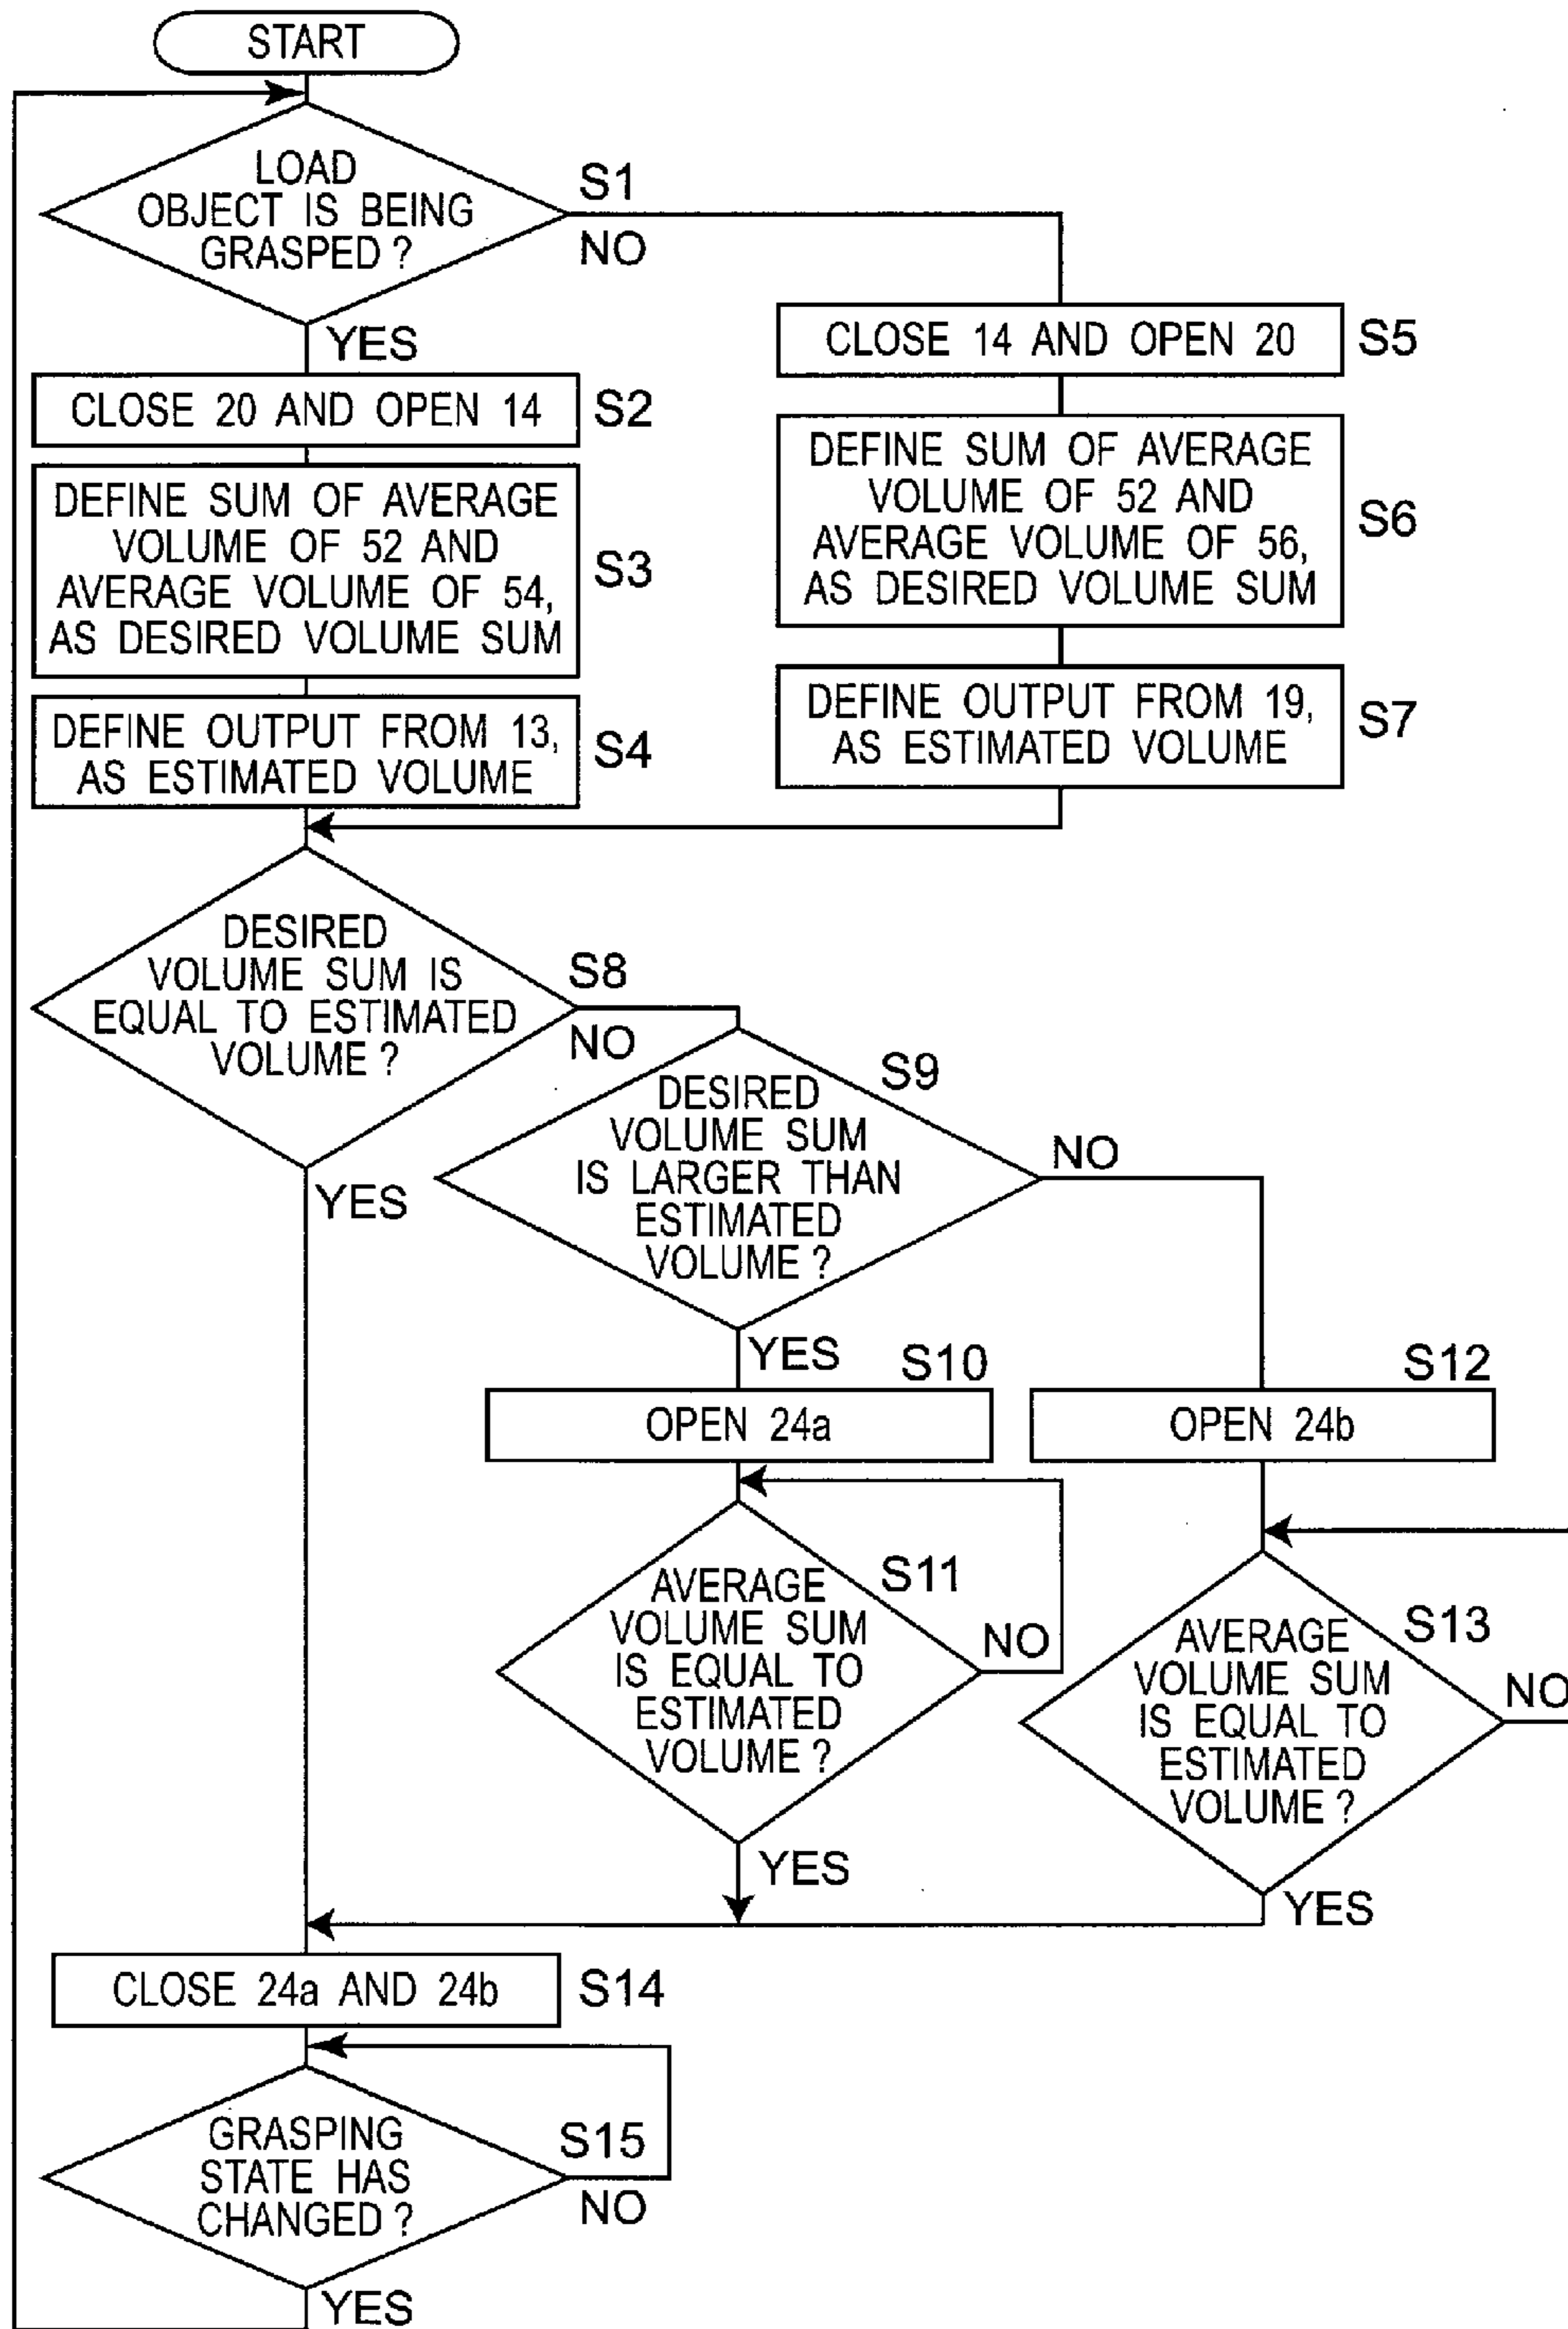 START
LOAD
OBJECT IS BEING
GRASPED ?
S1
NO
YES
CLOSE 20 AND OPEN 14
S2
DEFINE SUM OF AVERAGE
VOLUME OF 52 AND
AVERAGE VOLUME OF 54,
AS DESIRED VOLUME SUM
S3
DEFINE OUTPUT FROM 13,
AS ESTIMATED VOLUME
S4
CLOSE 14 AND OPEN 20
S5
DEFINE SUM OF AVERAGE
VOLUME OF 52 AND
AVERAGE VOLUME OF 56,
AS DESIRED VOLUME SUM
S6
DEFINE OUTPUT FROM 19,
AS ESTIMATED VOLUME
S7
DESIRED
VOLUME SUM IS
EQUAL TO ESTIMATED
VOLUME ?
S8
NO
YES
DESIRED
VOLUME SUM
IS LARGER THAN
ESTIMATED
VOLUME ?
S9
NO
YES
S10
OPEN 24a
AVERAGE
VOLUME SUM
IS EQUAL TO
ESTIMATED
VOLUME ?
S11
NO
YES
S12
OPEN 24b
AVERAGE
VOLUME SUM
IS EQUAL TO
ESTIMATED
VOLUME ?
S13
NO
YES
CLOSE 24a AND 24b
S14
GRASPING
STATE HAS
CHANGED ?
S15
NO
YES